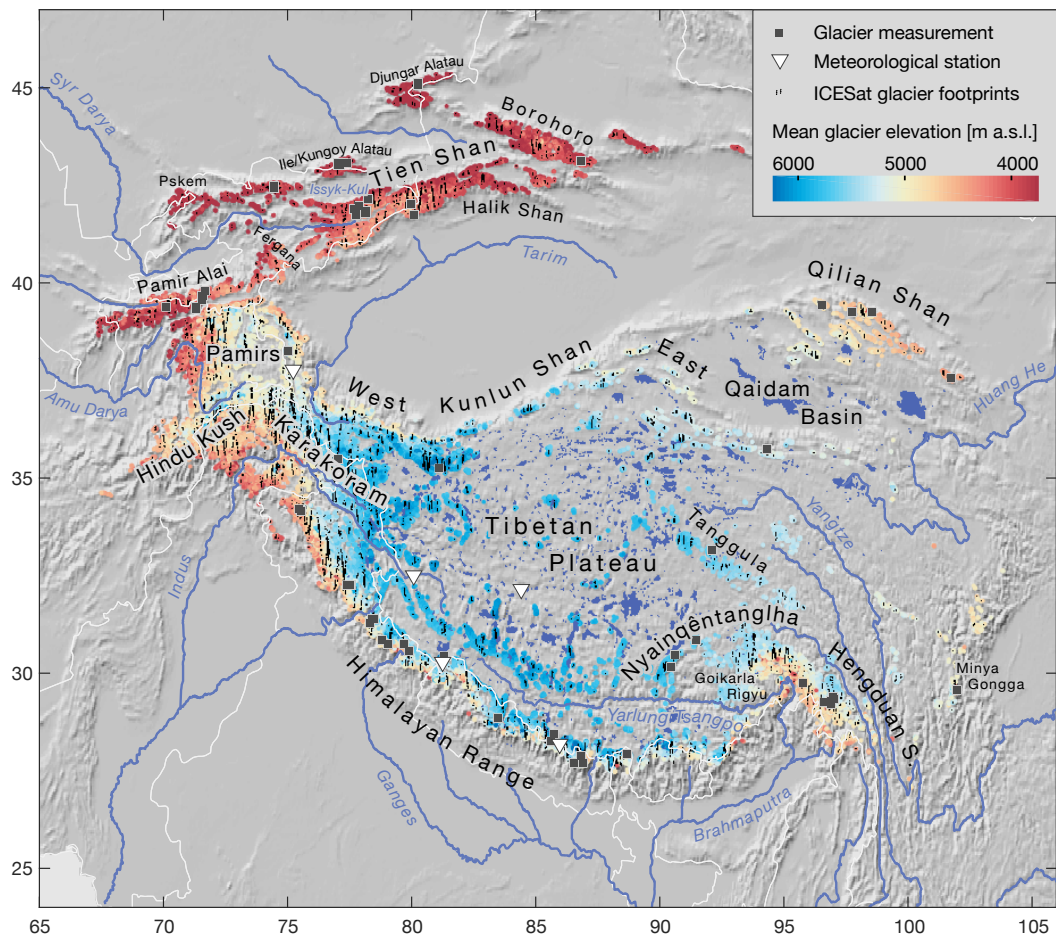 Glacier measurement
Meteorological station
ICESat glacier footprints
Mean glacier elevation [m a.s.l.]
6000 5000 4000
45
40
35
30
25
65 70 75 80 85 90 95 100 105
Syr Darya
Djungar Alatau
Borohoro
Ile/Kungoy Alatau
Tien Shan
Pskem
Issyk-Kul
Halik Shan
Fergana
Tarim
Pamir Alai
Qilian Shan
Pamirs
East
West
Kunlun Shan
Qaidam
Basin
Huang He
Amu Darya
Hindu Kush
Karakoram
Tibetan
Plateau
Tanggula
Yangtze
Indus
Nyainqêntanglha
Hengduan S.
Goikarla
Rigyu
Minya
Gongga
Himalayan Range
Yarlung Tsangpo
Ganges
Brahmaputra